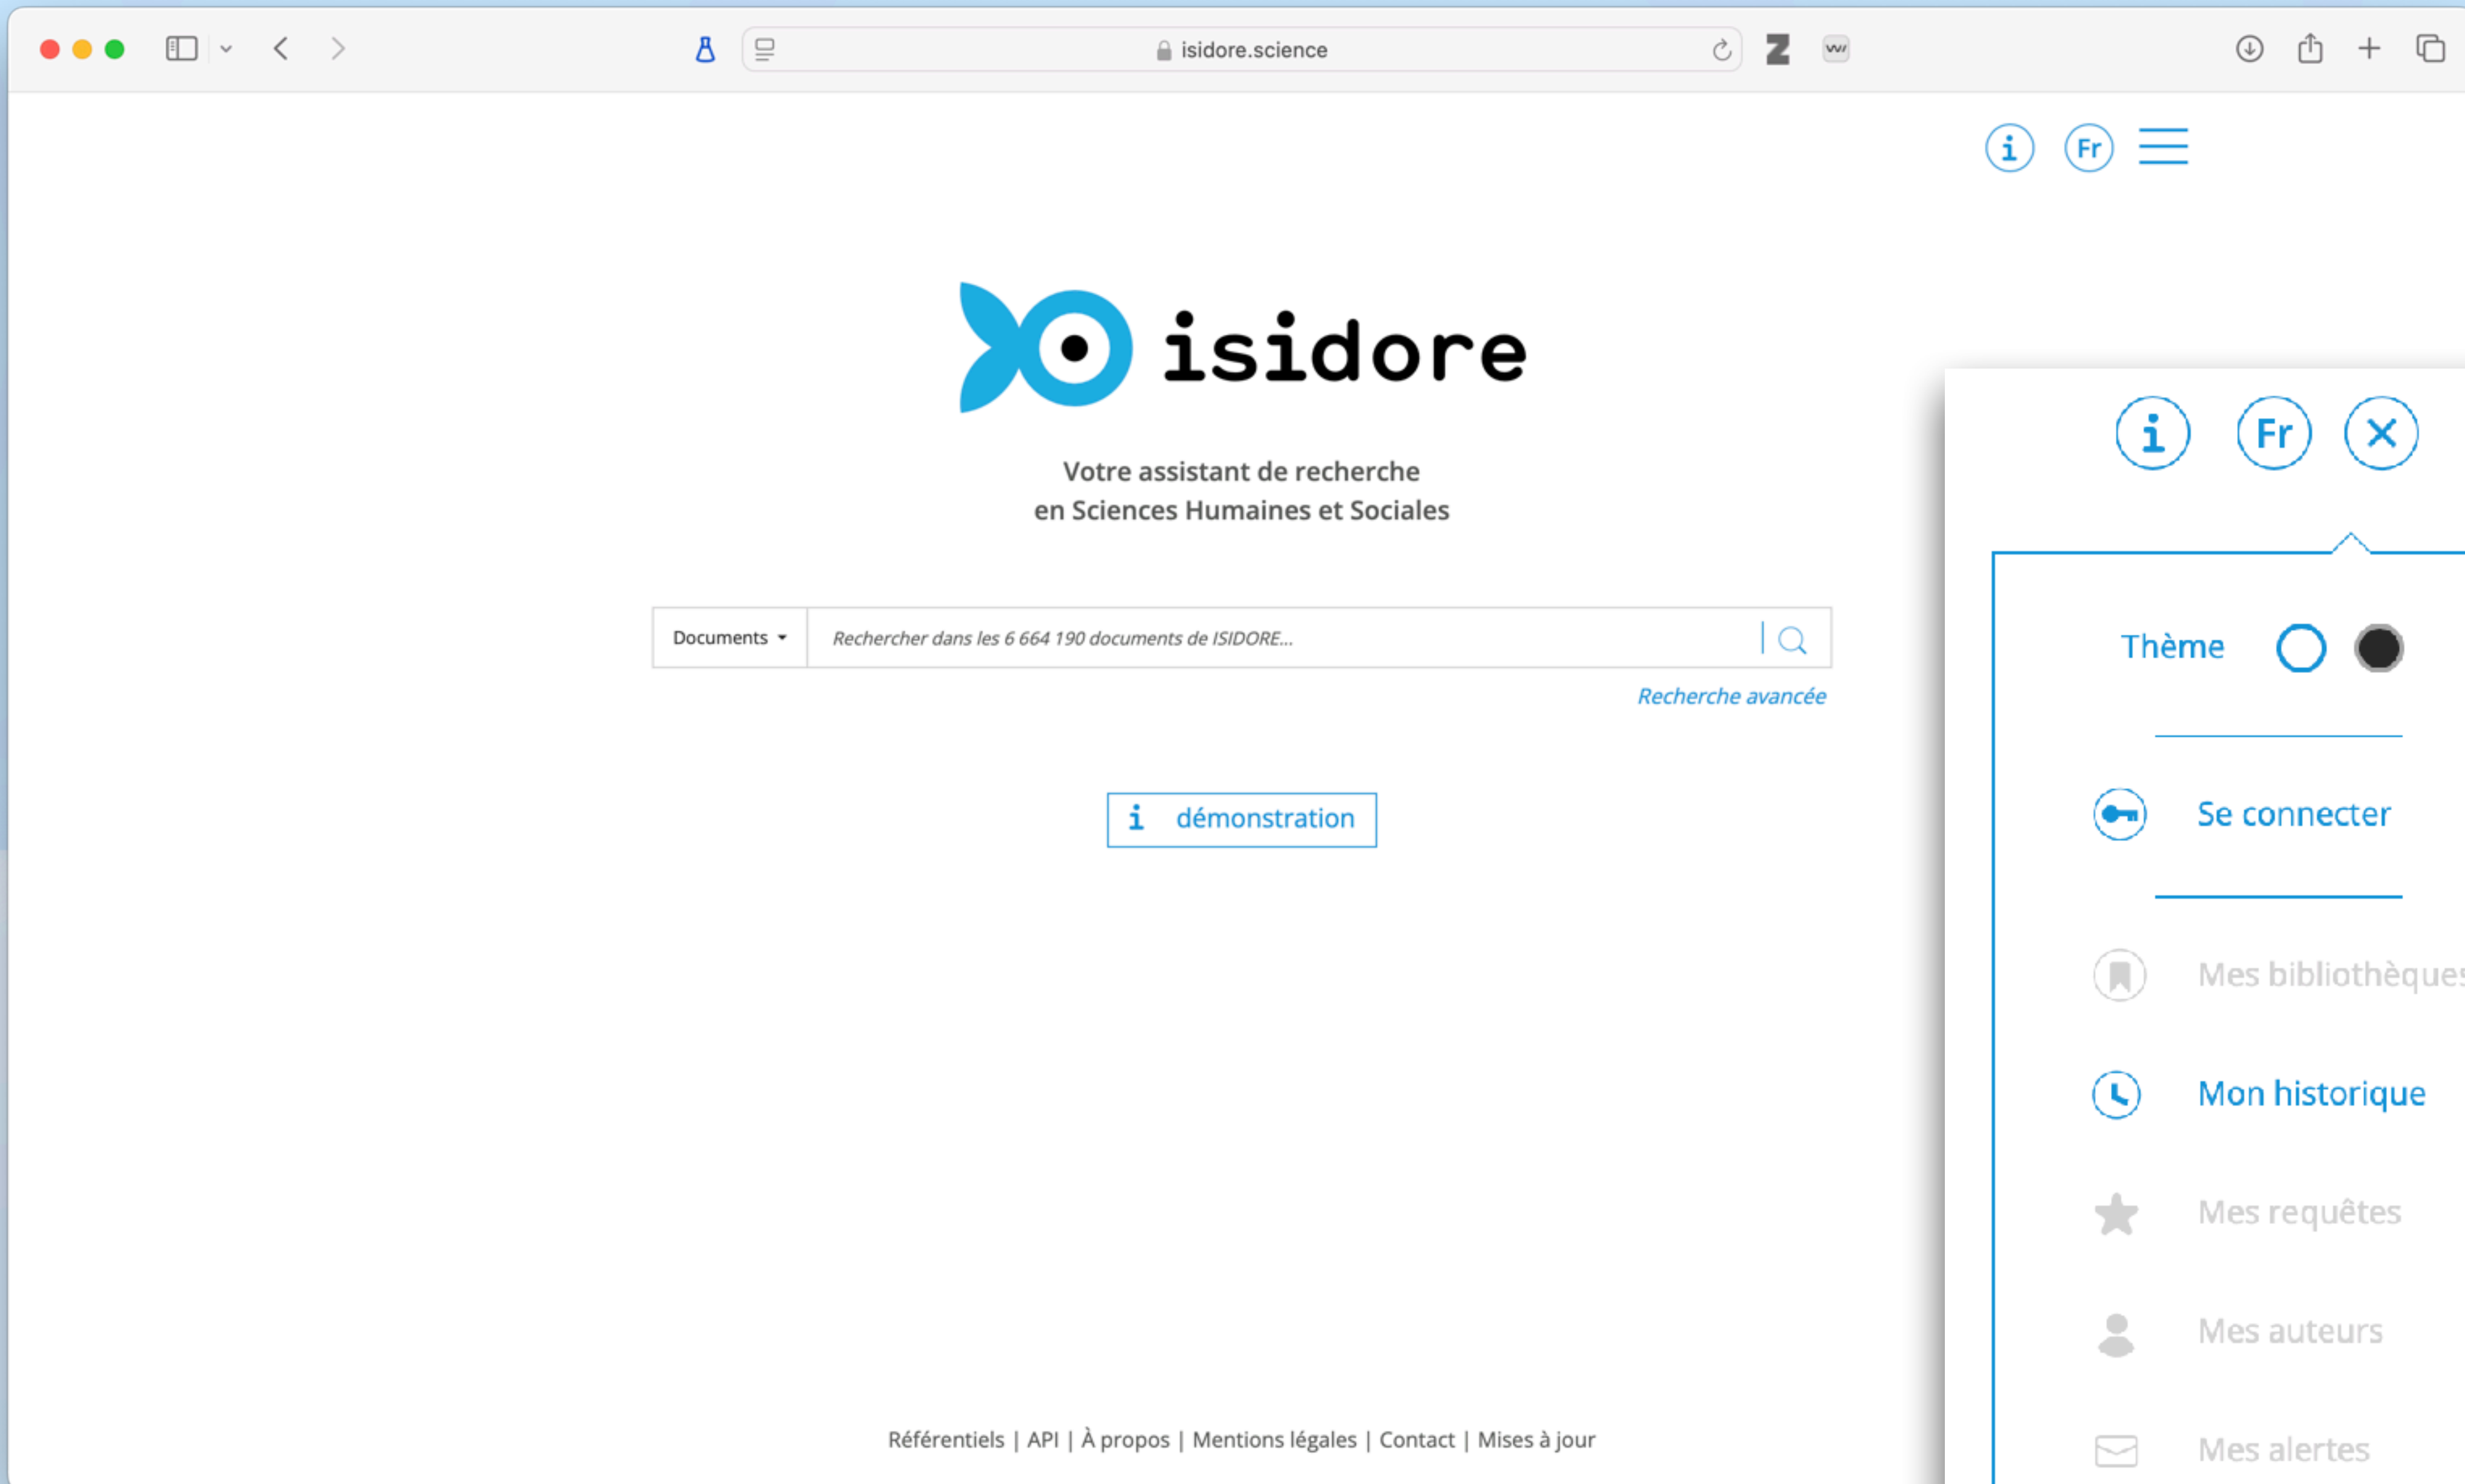 isidore.science
i Fr
isidore
Votre assistant de recherche
en Sciences Humaines et Sociales
Documents
Rechercher dans les 6 664 190 documents de ISIDORE...
Recherche avancée
i démonstration
Référentiels | API | À propos | Mentions légales | Contact | Mises à jour
i Fr
Thème
Se connecter
Mes bibliothèques
Mon historique
Mes requêtes
Mes auteurs
Mes alertes